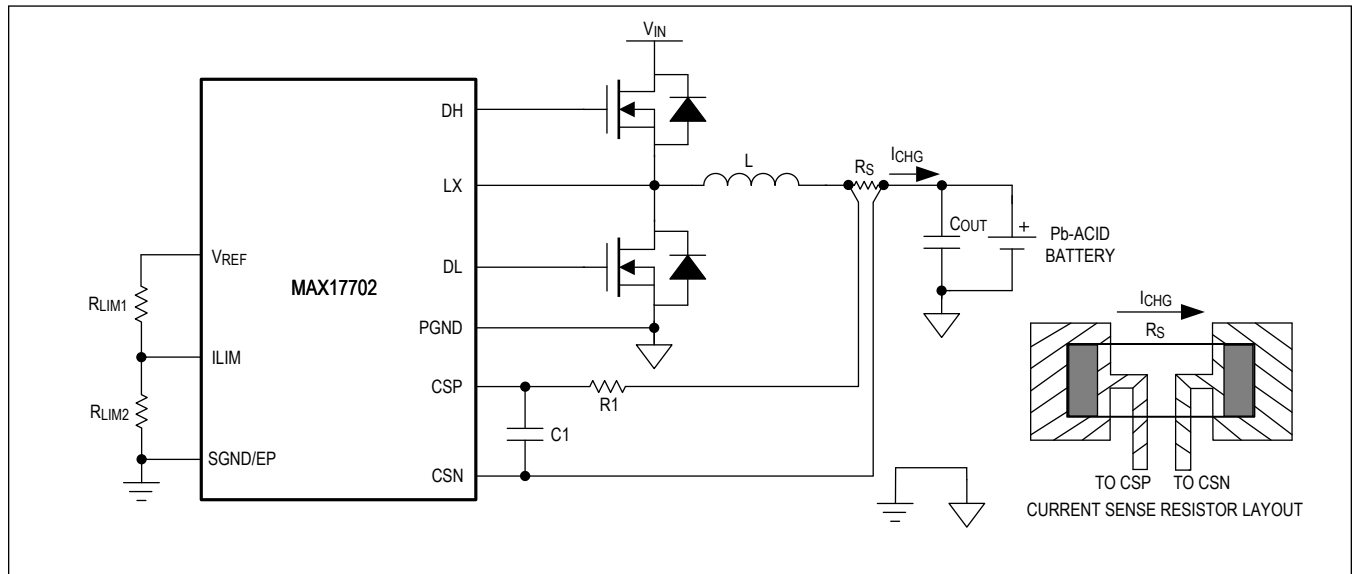 VIN
DH
LX
L
RS
ICHG
COUT
+
Pb-ACID
BATTERY
VREF
MAX17702
DL
RLIM1
PGND
ILIM
CSP
R1
RLIM2
C1
SGND/EP
CSN
ICHG
RS
TO CSP TO CSN
CURRENT SENSE RESISTOR LAYOUT